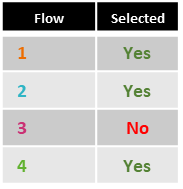 Flow Selected
1 Yes
2 Yes
3 No
4 Yes